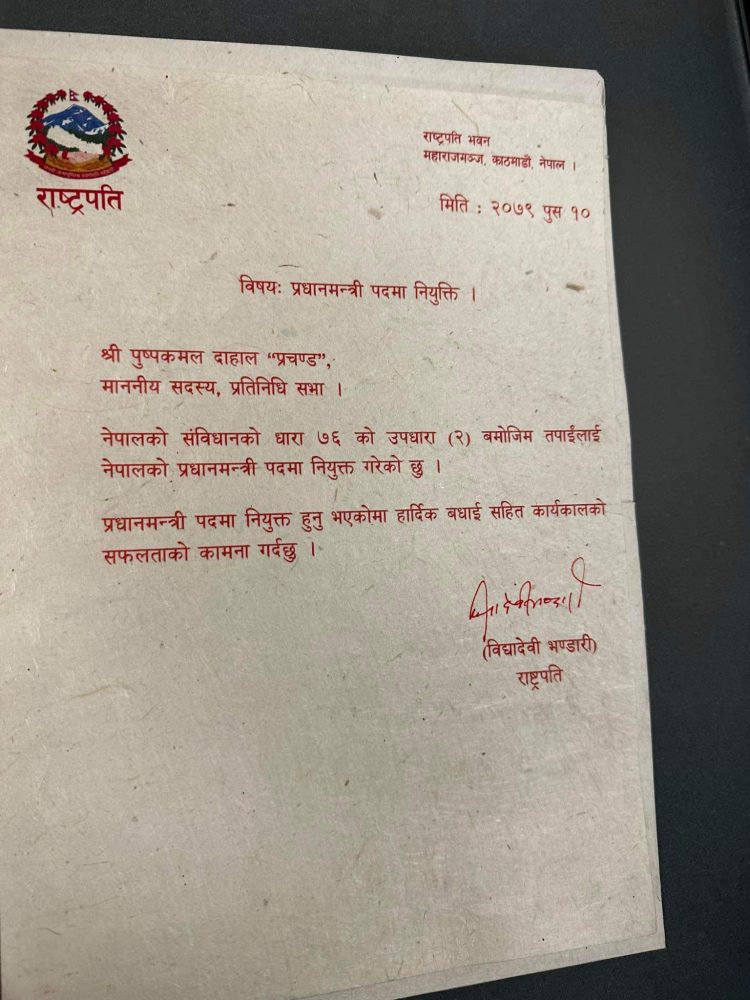 राष्ट्रपति
राष्ट्रपति भवन
महाराजगञ्ज, काठमाडौं, नेपाल ।
मिति : २०७९ पुस १०
विषयः प्रधानमन्त्री पदमा नियुक्ति ।
श्री पुष्पकमल दाहाल “प्रचण्ड”,
माननीय सदस्य, प्रतिनिधि सभा ।
नेपालको संविधानको धारा ७६ को उपधारा (२) बमोजिम तपाईंलाई
नेपालको प्रधानमन्त्री पदमा नियुक्त गरेको छु ।
प्रधानमन्त्री पदमा नियुक्त हुनु भएकोमा हार्दिक बधाई सहित कार्यकालको
सफलताको कामना गर्दछु ।
(विद्यादेवी भण्डारी)
राष्ट्रपति